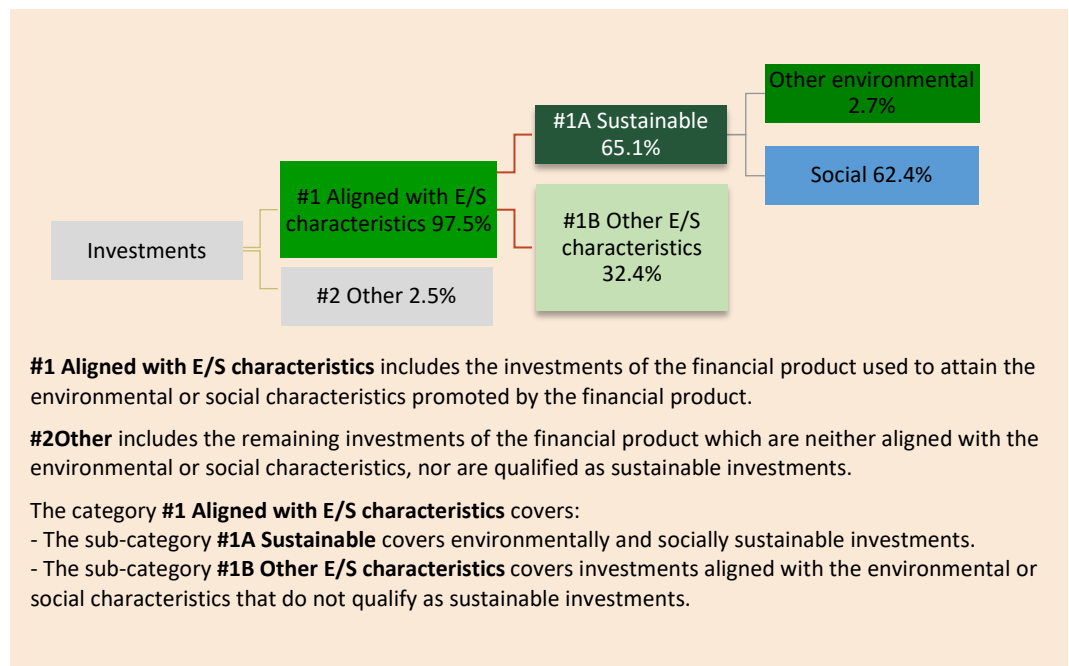 Other environmental
2.7%
#1A Sustainable
65.1%
Social 62.4%
#1 Aligned with E/S
characteristics 97.5%
#1B Other E/S
characteristics
32.4%
Investments
#2 Other 2.5%
#1 Aligned with E/S characteristics includes the investments of the financial product used to attain the
environmental or social characteristics promoted by the financial product.
#2Other includes the remaining investments of the financial product which are neither aligned with the
environmental or social characteristics, nor are qualified as sustainable investments.
The category #1 Aligned with E/S characteristics covers:
- The sub-category #1A Sustainable covers environmentally and socially sustainable investments.
- The sub-category #1B Other E/S characteristics covers investments aligned with the environmental or
social characteristics that do not qualify as sustainable investments.